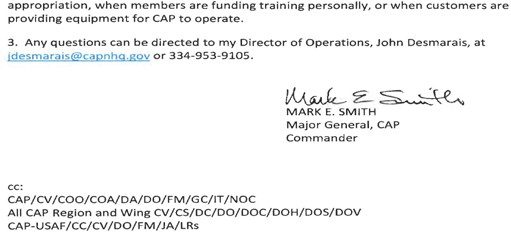 appropriation, when members are funding training personally, or when customers are
providing equipment for CAP to operate.
3. Any questions can be directed to my Director of Operations, John Desmarais, at
jdesmarais@capnhq.gov or 334-953-9105.
Mark E Smith
MARK E. SMITH
Major General, CAP
Commander
cc:
CAP/CV/COO/COA/DA/DO/FM/GC/IT/NOC
All CAP Region and Wing CV/CS/DC/DO/DOC/DOH/DOS/DOV
CAP-USAF/CC/CV/DO/FM/JA/LRs